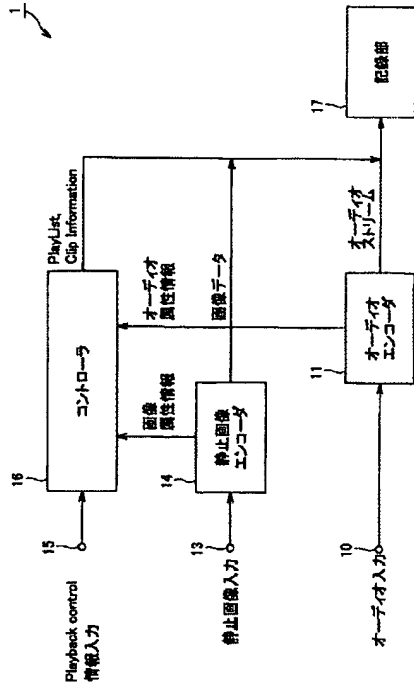 1
Playback control
情報入力
15
16
コントローラ
PlayList,
Clip Information
画像
属性情報
オーディオ
属性情報
静止画像入力
13
14
静止画像
エンコーダ
画像データ
オーディオ入力
10
11
オーディオ
エンコーダ
オーディオ
ストリーム
17
記録部